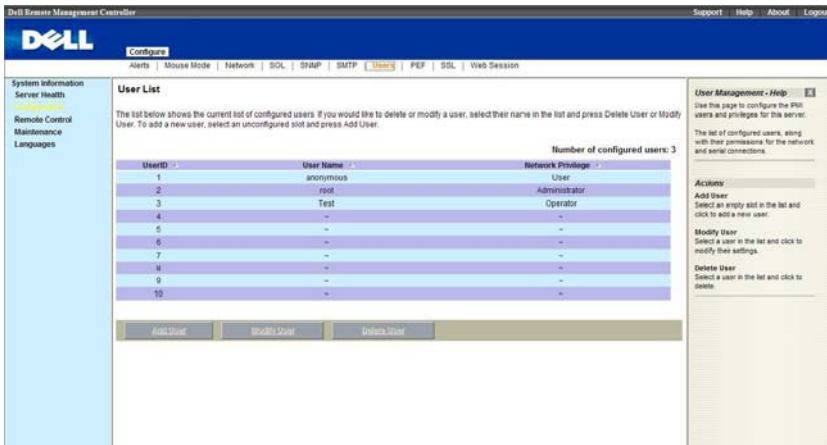 Dell Remote Management Controller
Support Help About Logou
DELL
Configure
Alerts | Mouse Mode | Network | SOL | SNMP | SMTP | Users | PEF | SSL | Web Session
System Information
Server Health
Remote Control
Maintenance
Languages
User List
The list below shows the current list of configured users. If you would like to delete or modify a user, select their name in the list and press Delete User or Modify
User. To add a new user, select an unconfigured slot and press Add User.
Number of configured users: 3
UserID User Name Network Privilege
1 anonymous User
2 root Administrator
3 Test Operator
4 ~ ~
5 ~ ~
6 ~ ~
7 ~ ~
8 ~ ~
9 ~ ~
10 ~ ~
Add User Modify User Delete User
User Management - Help X
Use this page to configure the IPMI
users and privileges for this server.
The list of configured users, along
with their permissions for the network
and serial connections.
Actions
Add User
Select an empty slot in the list and
click to add a new user.
Modify User
Select a user in the list and click to
modify their settings.
Delete User
Select a user in the list and click to
delete.